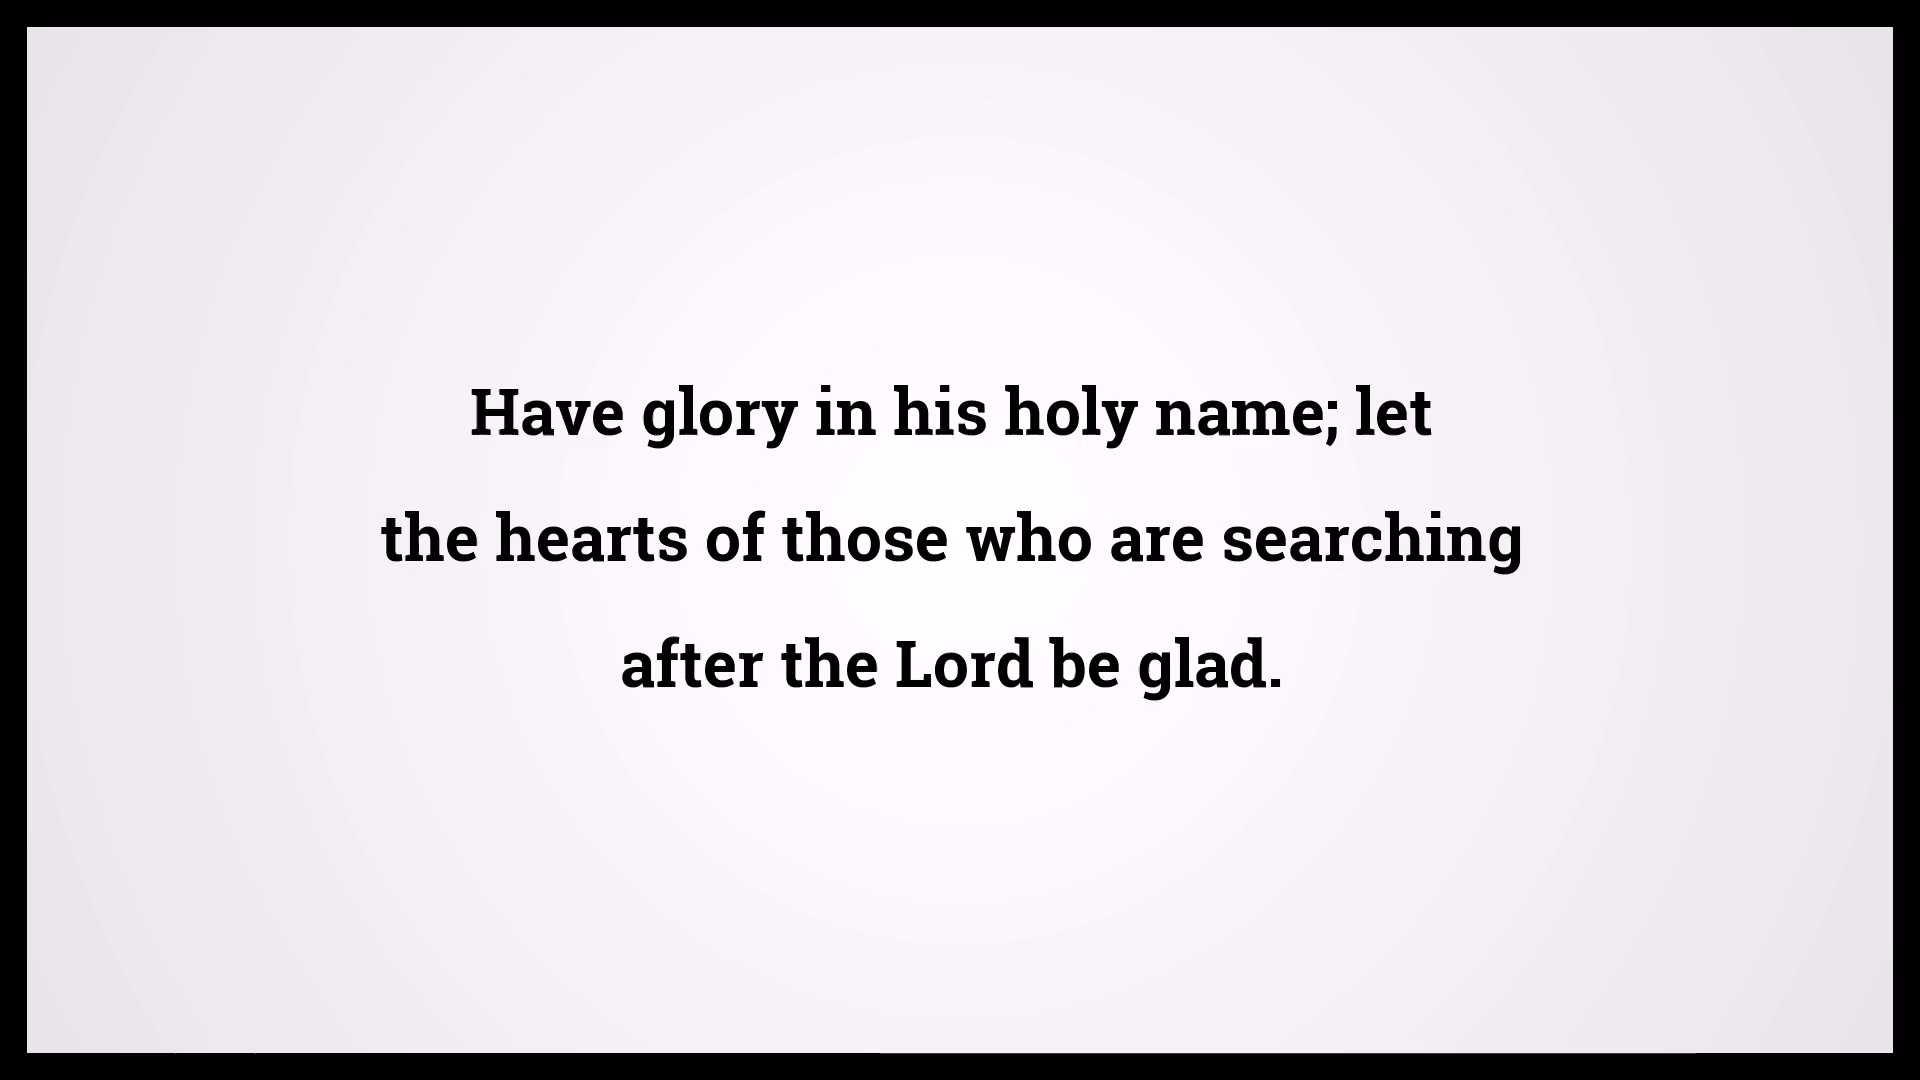 Have glory in his holy name; let
the hearts of those who are searching
after the Lord be glad.